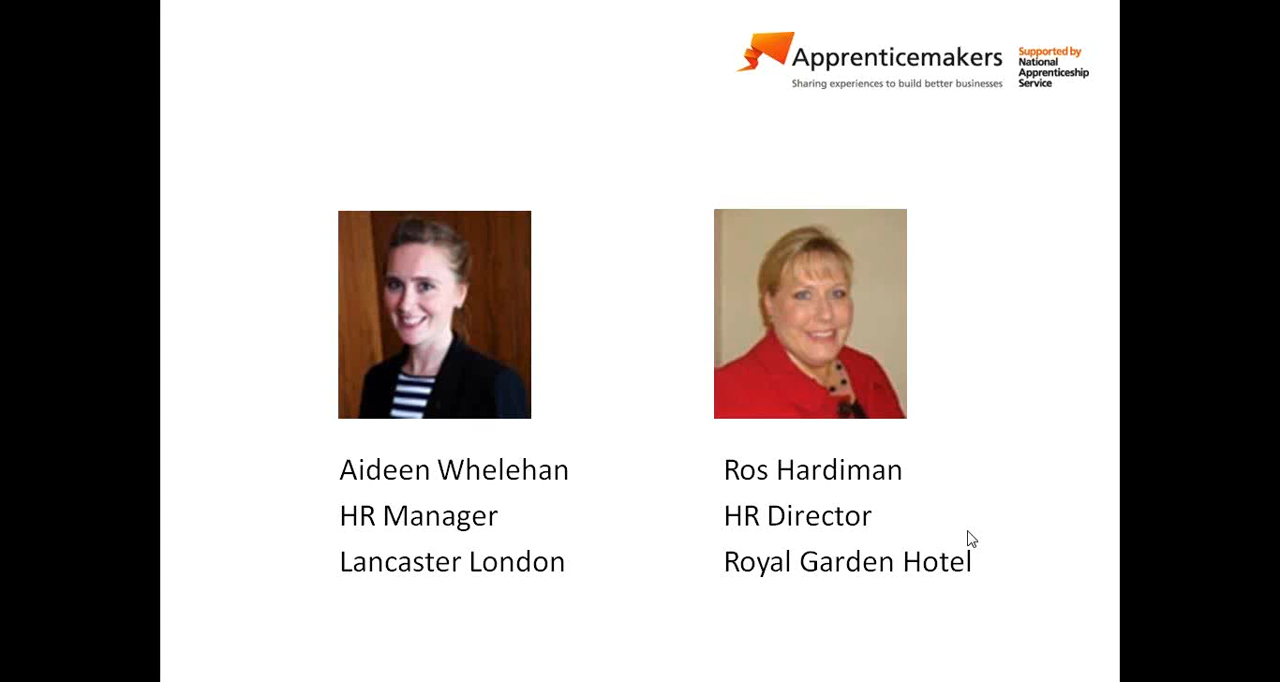 Apprenticemakers
Sharing experiences to build better businesses
Supported by
National
Apprenticeship
Service
Aideen Whelehan
HR Manager
Lancaster London
Ros Hardiman
HR Director
Royal Garden Hotel